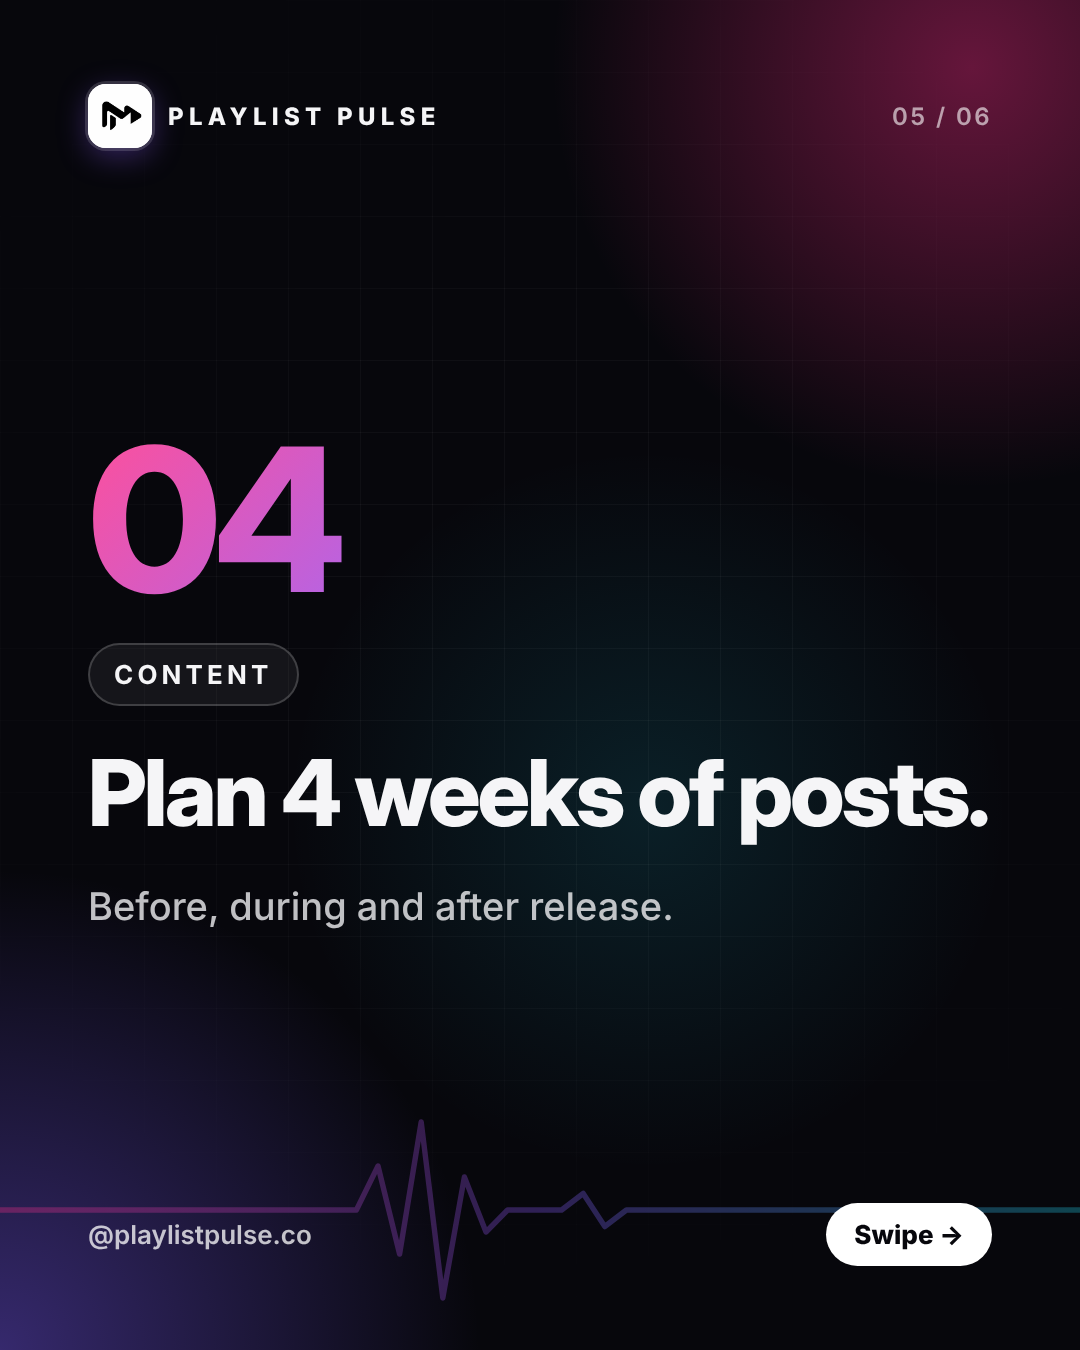 PLAYLIST PULSE
05 / 06
04
CONTENT
Plan 4 weeks of posts.
Before, during and after release.
@playlistpulse.co
Swipe →